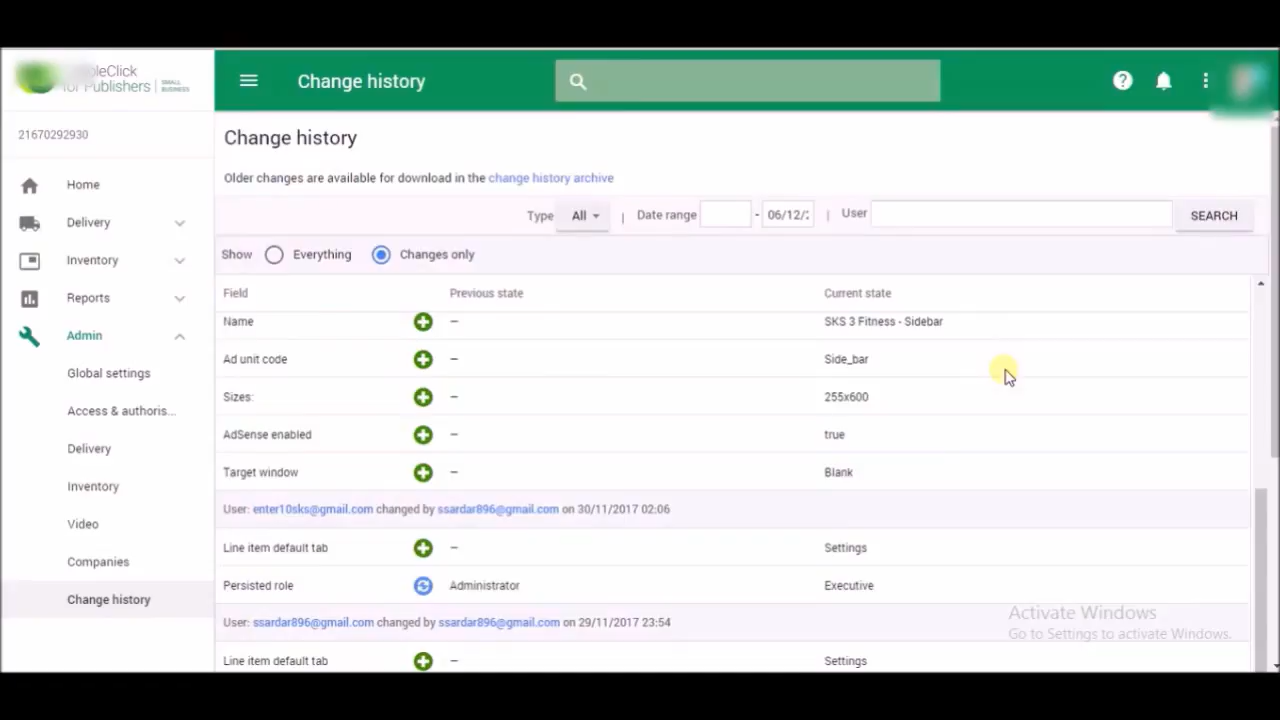 for Publishers
SMALL
BUSINESS
Change history
21670292930
Home
Delivery
Inventory
Reports
Admin
Global settings
Access & authoris...
Delivery
Inventory
Video
Companies
Change history
Change history
Older changes are available for download in the change history archive
Type All | Date range - 06/12/ | User SEARCH
Show Everything Changes only
Field Previous state Current state
Name – SKS 3 Fitness - Sidebar
Ad unit code – Side_bar
Sizes: – 255x600
AdSense enabled – true
Target window – Blank
User: enter10sks@gmail.com changed by ssardar896@gmail.com on 30/11/2017 02:06
Line item default tab – Settings
Persisted role Administrator Executive
User: ssardar896@gmail.com changed by ssardar896@gmail.com on 29/11/2017 23:54
Line item default tab – Settings
Activate Windows
Go to Settings to activate Windows.